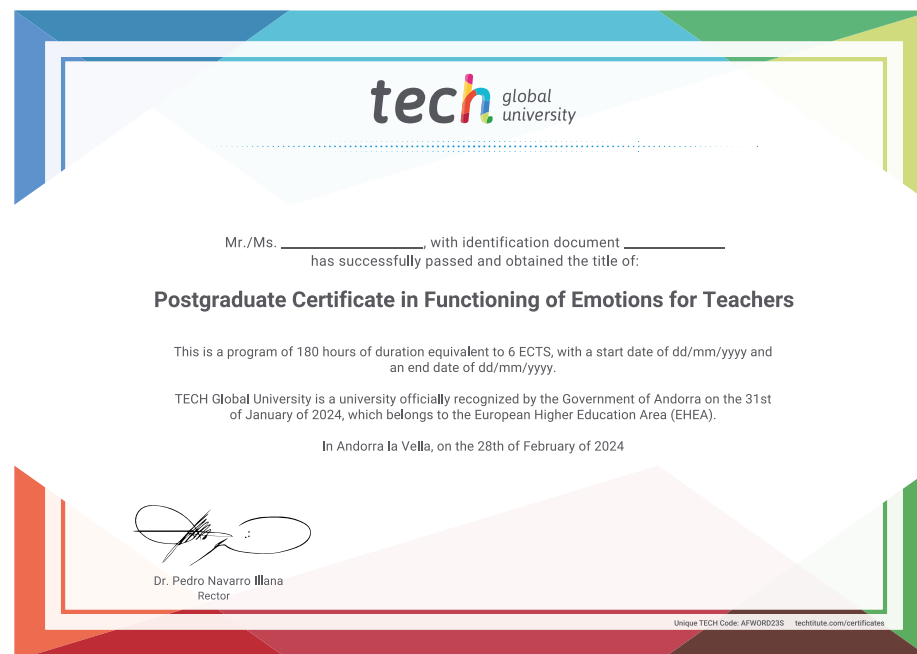 tech global
university
Mr./Ms. ____________, with identification document ____________
has successfully passed and obtained the title of:
Postgraduate Certificate in Functioning of Emotions for Teachers
This is a program of 180 hours of duration equivalent to 6 ECTS, with a start date of dd/mm/yyyy and
an end date of dd/mm/yyyy.
TECH Global University is a university officially recognized by the Government of Andorra on the 31st
of January of 2024, which belongs to the European Higher Education Area (EHEA).
In Andorra la Vella, on the 28th of February of 2024
Dr. Pedro Navarro Illana
Rector
Unique TECH Code: AFWORD23S techtitute.com/certificates